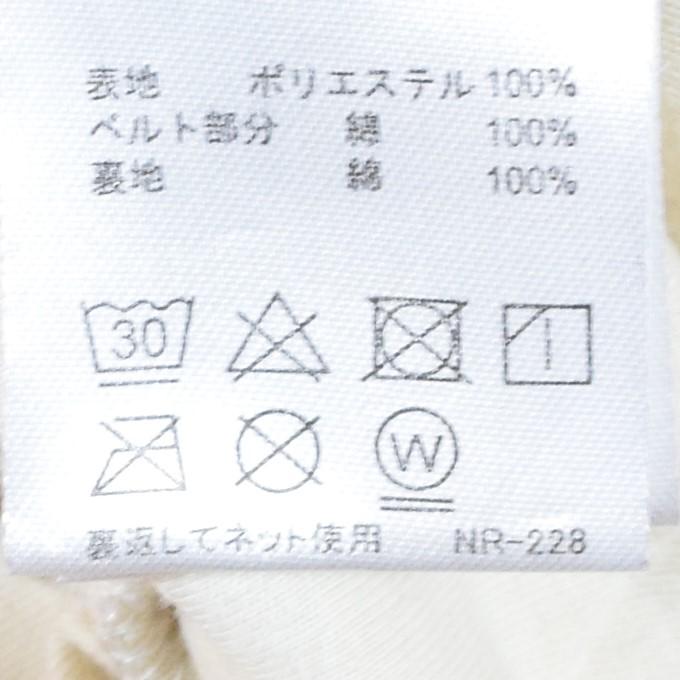 表地 ポリエステル 100%
ベルト部分 綿 100%
裏地 綿 100%
30
W
裏返してネット使用 NR-228